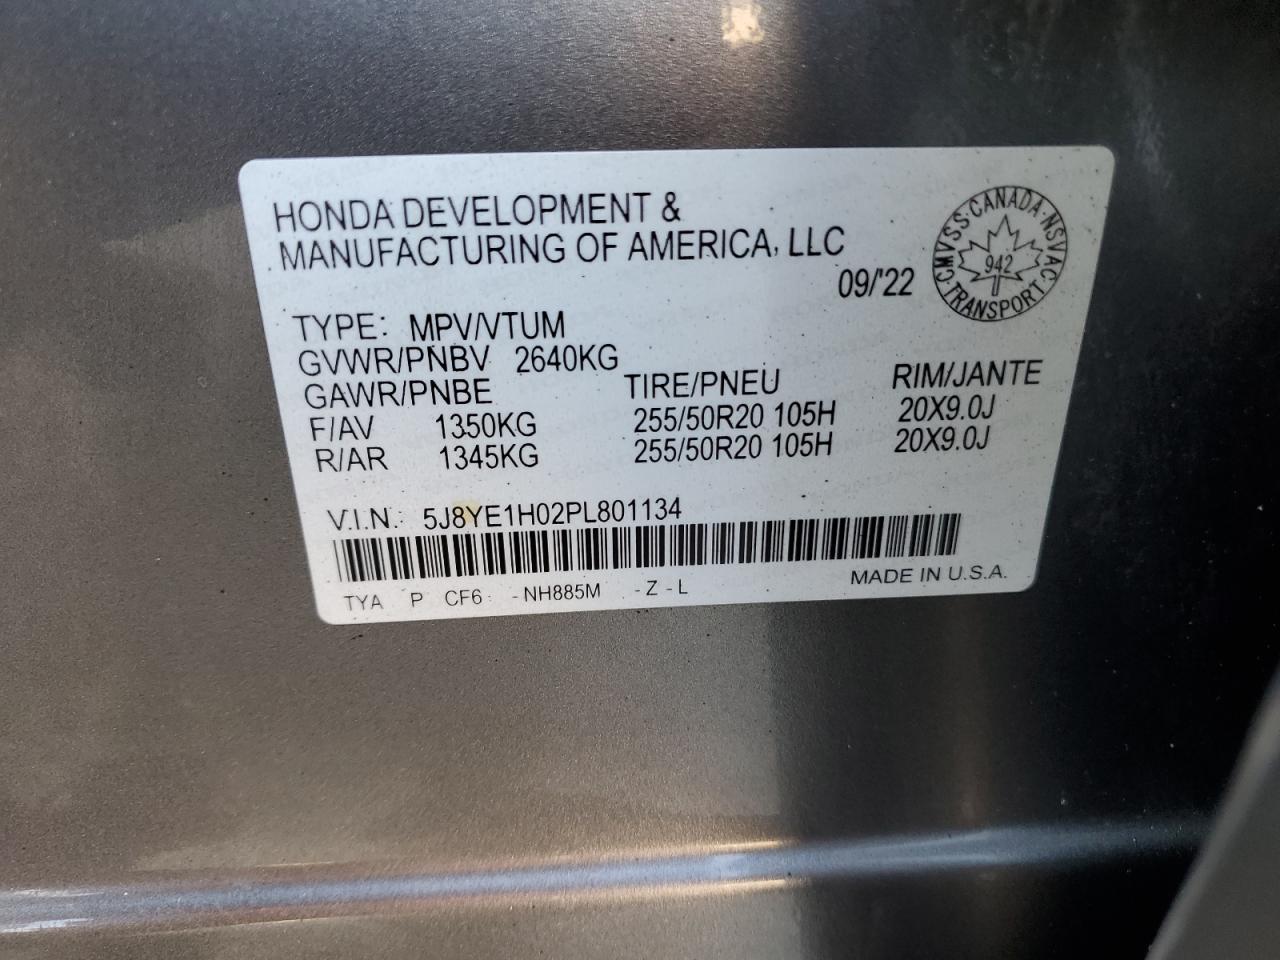 HONDA DEVELOPMENT &
MANUFACTURING OF AMERICA, LLC
09/'22
CMVSS · CANADA · NSVAC · TRANSPORT ·
942
TYPE: MPV/VTUM
GVWR/PNBV 2640KG
GAWR/PNBE TIRE/PNEU RIM/JANTE
F/AV 1350KG 255/50R20 105H 20X9.0J
R/AR 1345KG 255/50R20 105H 20X9.0J
V.I.N.: 5J8YE1H02PL801134
TYA P CF6 -NH885M -Z-L MADE IN U.S.A.